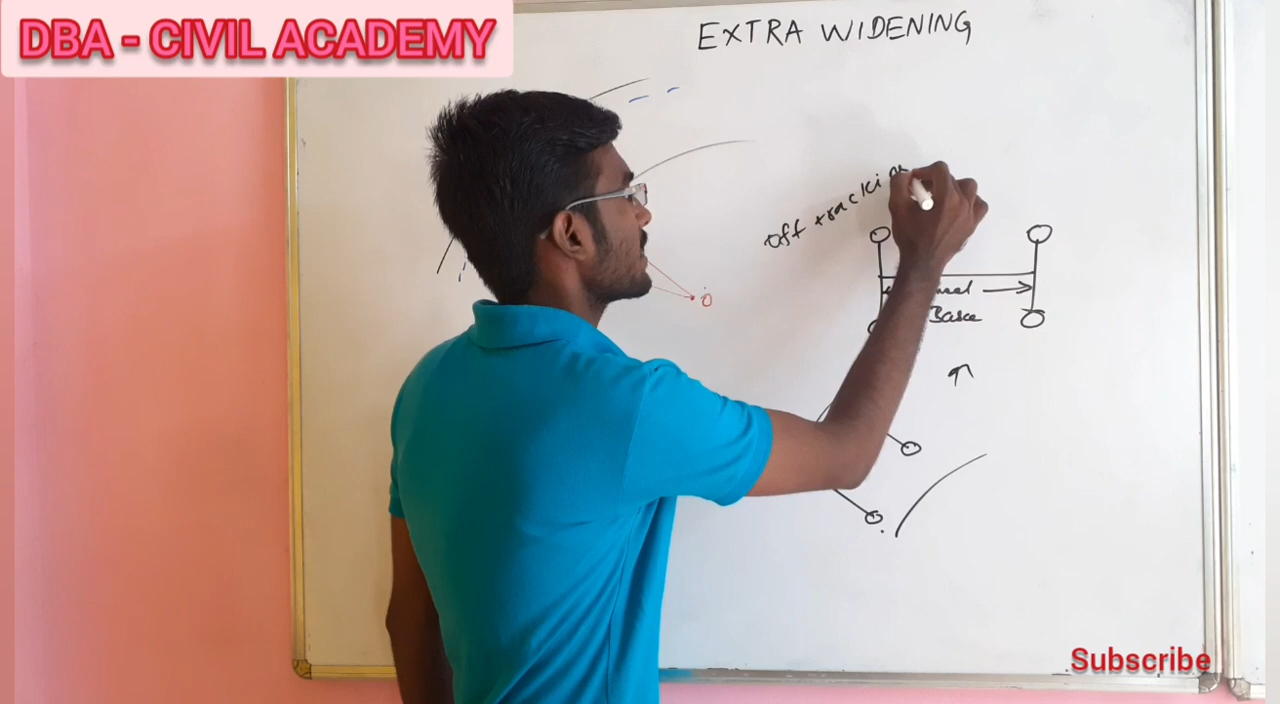 DBA - CIVIL ACADEMY
EXTRA WIDENING
off tracki
Base
o
Subscribe